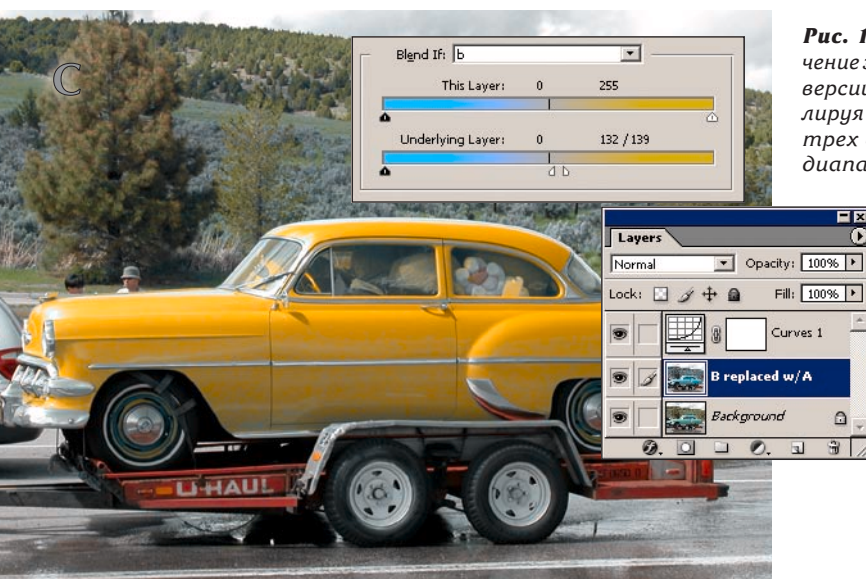 C
Blend If: b
This Layer: 0 255
Underlying Layer: 0 132 / 139
Рис. 1
чение
верси
лируя
трех
диапа
Layers
Normal Opacity: 100%
Lock: Fill: 100%
Curves 1
B replaced w/A
Background
U-HAUL